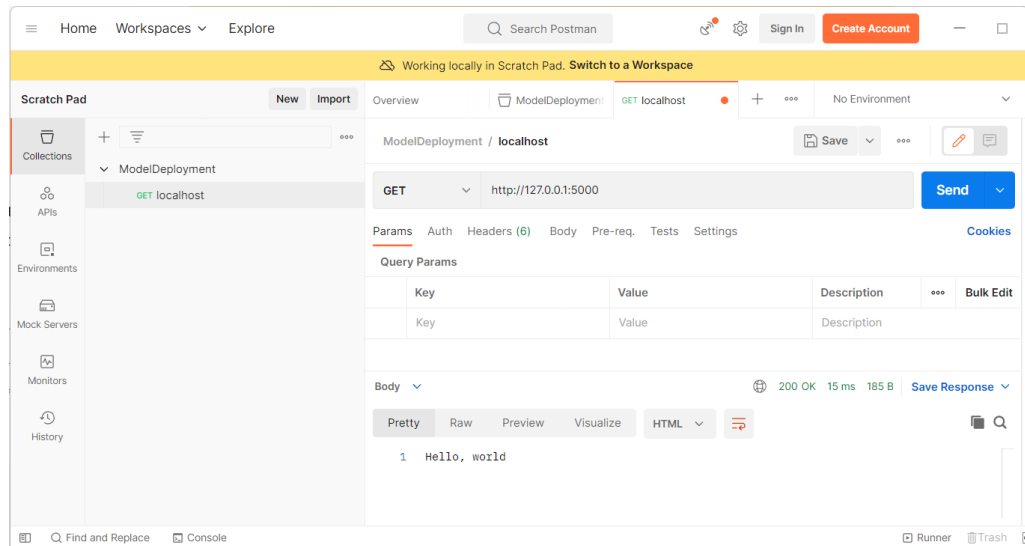 Home Workspaces Explore Search Postman Sign In Create Account
Working locally in Scratch Pad. Switch to a Workspace
Scratch Pad New Import
Collections
APIs
Environments
Mock Servers
Monitors
History
ModelDeployment
GET localhost
Overview ModelDeployment GET localhost No Environment
ModelDeployment / localhost Save
GET http://127.0.0.1:5000 Send
Params Auth Headers (6) Body Pre-req. Tests Settings Cookies
Query Params
Key Value Description Bulk Edit
Key Value Description
Body 200 OK 15 ms 185 B Save Response
Pretty Raw Preview Visualize HTML
1 Hello, world
Find and Replace Console Runner Trash